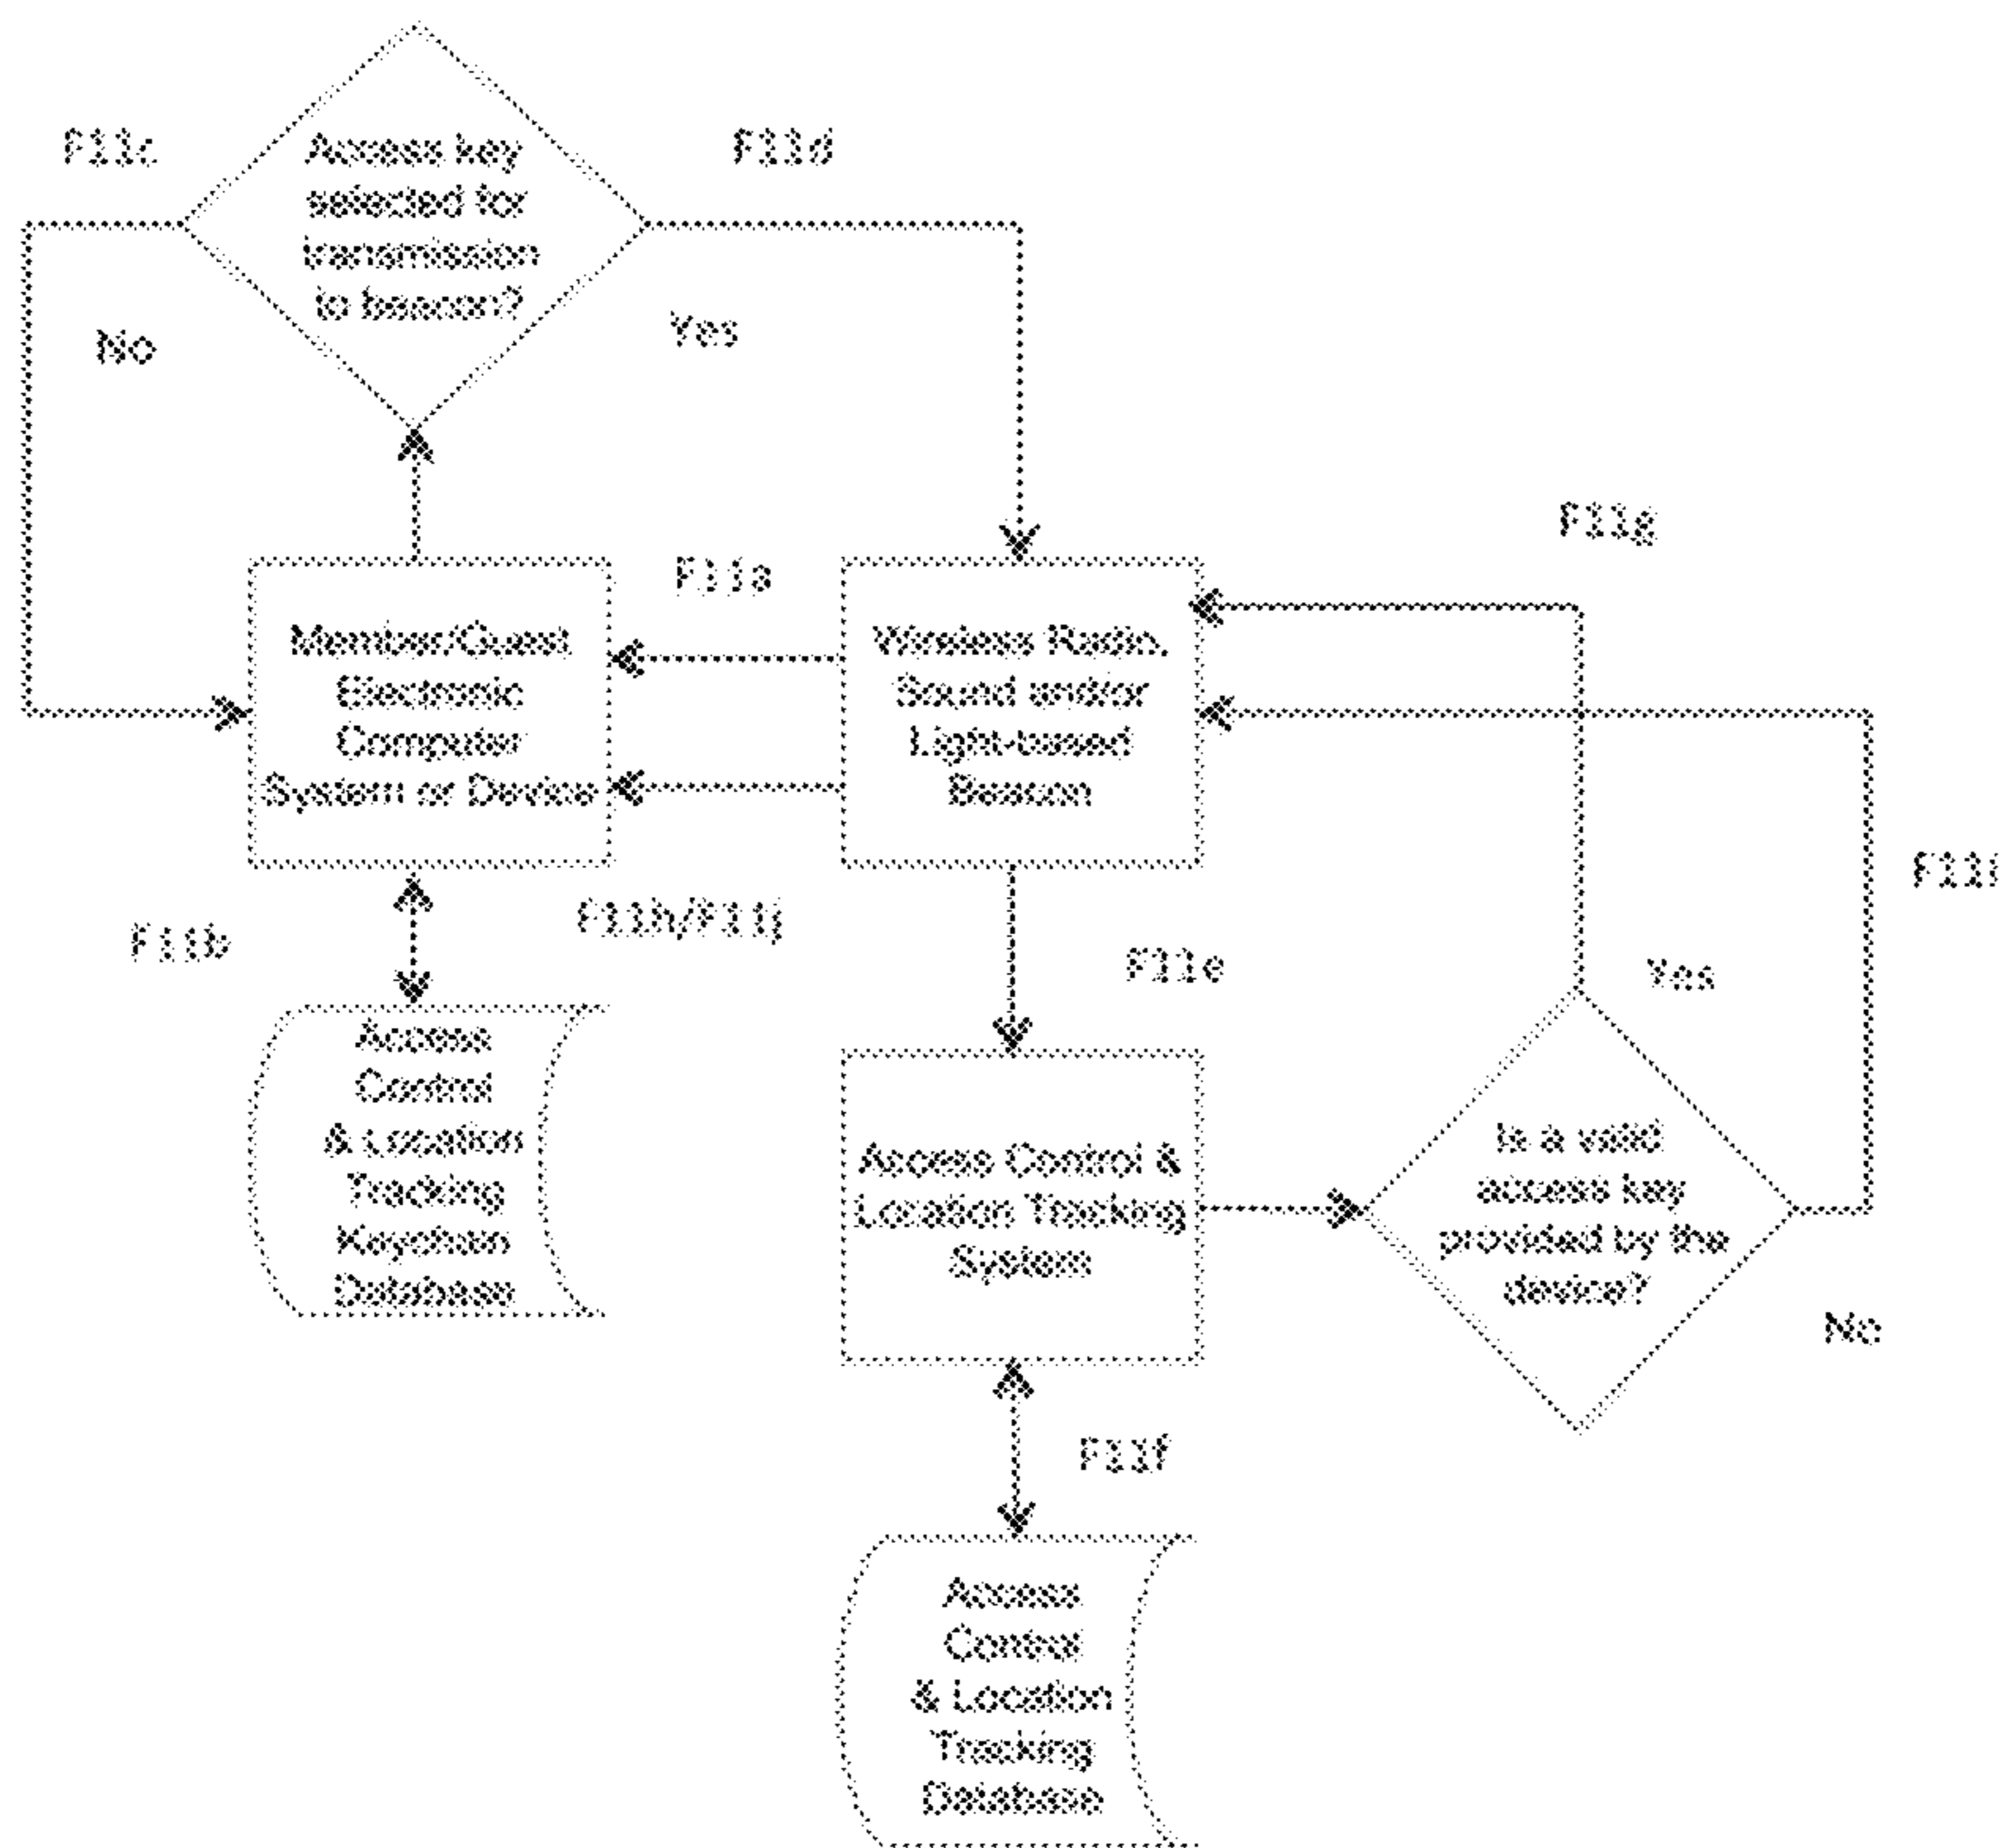 F11c
Access key
selected for
transmission
to beacon?
F11d
No
Yes
F11g
F11a
Member/Guest
Electronic
Computer
System or Device
Wireless Radio,
Sound and/or
Light-based
Beacon
F11i
F11b
F11h/F11j
F11e
Yes
Access
Control
& Location
Tracking
Keychain
Database
Access Control &
Location Tracking
System
Is a valid
access key
provided by the
device?
No
F11f
Access
Control
& Location
Tracking
Database